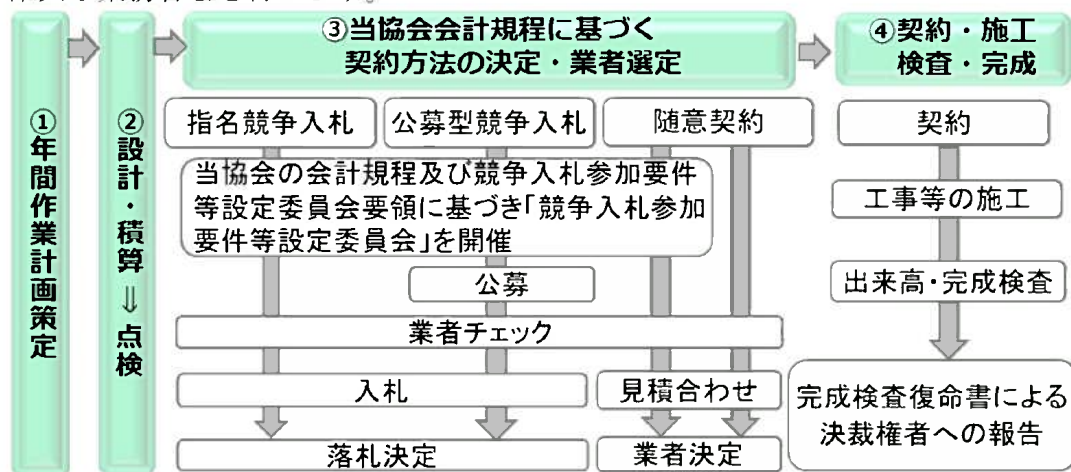 ①年間作業計画策定
②設計・積算⇒点検
③当協会会計規程に基づく
契約方法の決定・業者選定
指名競争入札
公募型競争入札
随意契約
当協会の会計規程及び競争入札参加要件
等設定委員会要領に基づき「競争入札参加
要件等設定委員会」を開催
公募
業者チェック
入札
見積合わせ
落札決定
業者決定
④契約・施工
検査・完成
契約
工事等の施工
出来高・完成検査
完成検査復命書による
決裁権者への報告